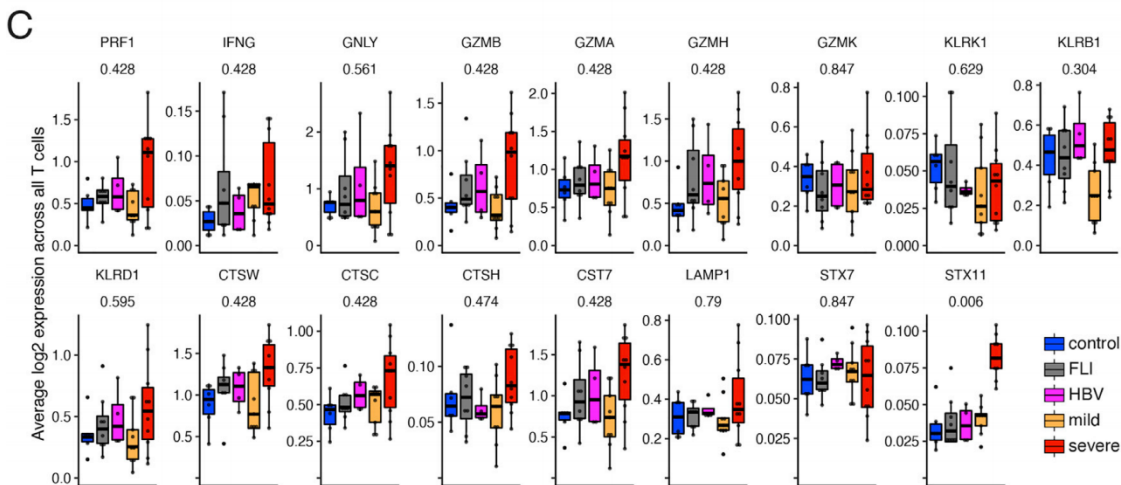 C
PRF1 IFNG GNLY GZMB GZMA GZMH GZMK KLRK1 KLRB1
0.428 0.428 0.561 0.428 0.428 0.428 0.847 0.629 0.304
1.5 1.0 0.5 0.0
0.15 0.10 0.05 0.00
2 1 0
1.5 1.0 0.5 0.0
2.0 1.5 1.0 0.5 0.0
1.5 1.0 0.5 0.0
0.8 0.4 0.0
0.100 0.075 0.050 0.025 0.000
0.8 0.6 0.4 0.2 0.0
Average log2 expression across all T cells
KLRD1 CTSW CTSC CTSH CST7 LAMP1 STX7 STX11
0.595 0.428 0.428 0.474 0.428 0.79 0.847 0.006
1.0 0.5 0.0
1.5 1.0 0.5
1.00 0.75 0.50 0.25
0.10 0.05
1.5 1.0 0.5
0.8 0.6 0.4 0.2
0.100 0.075 0.050 0.025 0.000
0.100 0.075 0.050 0.025
control
FLI
HBV
mild
severe